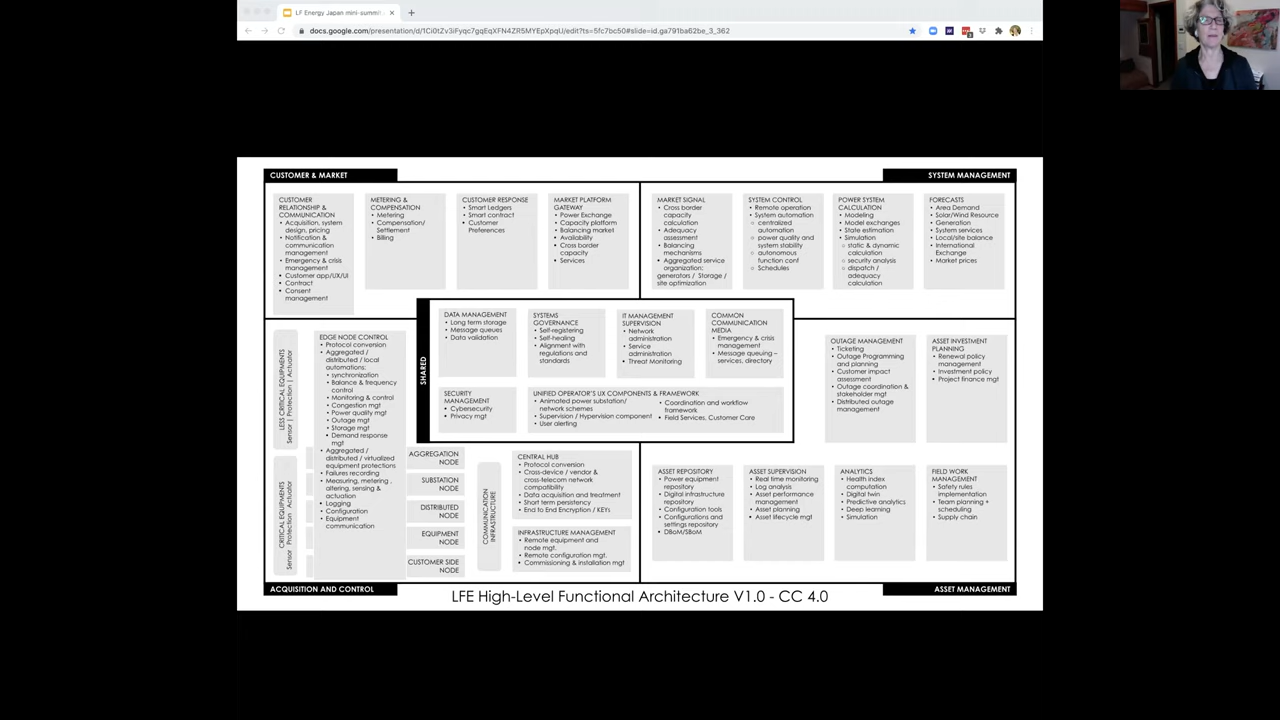 LF Energy Japan mini-summit
docs.google.com/presentation/d/1Ci0tZv3iFyqc7gqEqXFN4ZR5MYEpXpqU/edit?ts=5fc7bc50#slide=id.ga791ba62be_3_362
CUSTOMER & MARKET
SYSTEM MANAGEMENT
CUSTOMER
RELATIONSHIP &
COMMUNICATION
• Acquisition, system
design, pricing
• Notification &
communication
management
• Emergency & crisis
management
• Customer app/UX/UI
• Contract
• Consent
management
METERING &
COMPENSATION
• Metering
• Compensation/
Settlement
• Billing
CUSTOMER RESPONSE
• Smart Ledgers
• Smart contract
• Customer
Preferences
MARKET PLATFORM
GATEWAY
• Power Exchange
• Capacity platform
• Balancing market
• Availability
• Cross border
capacity
• Services
MARKET SIGNAL
• Cross border
capacity
calculation
• Adequacy
assessment
• Balancing
mechanisms
• Aggregated service
organization;
generators / Storage /
site optimization
SYSTEM CONTROL
• Remote operation
• System automation
○ centralized
automation
○ power quality and
system stability
○ autonomous
function conf
○ Schedules
POWER SYSTEM
CALCULATION
• Modeling
• Model exchanges
• State estimation
• Simulation
○ static & dynamic
calculation
○ security analysis
○ dispatch /
adequacy
calculation
FORECASTS
• Area Demand
• Solar/Wind Resource
• Generation
• System services
• Local/site balance
• International
Exchange
• Market prices
SHARED
DATA MANAGEMENT
• Long term storage
• Message queues
• Data validation
SYSTEMS
GOVERNANCE
• Self-registering
• Self-healing
• Alignment with
regulations and
standards
IT MANAGEMENT
SUPERVISION
• Network
administration
• Service
administration
• Threat Monitoring
COMMON
COMMUNICATION
MEDIA
• Emergency & crisis
management
• Message queuing –
services, directory
SECURITY
MANAGEMENT
• Cybersecurity
• Privacy mgt
UNIFIED OPERATOR'S UX COMPONENTS & FRAMEWORK
• Animated power substation/
network schemes
• Supervision / Hypervision component
• User alerting
• Coordination and workflow
framework
• Field Services, Customer Care
LESS CRITICAL EQUIPMENTS
Sensor | Protection | Actuator
CRITICAL EQUIPMENTS
Sensor Protection Actuator
EDGE NODE CONTROL
• Protocol conversion
• Aggregated /
distributed / local
automations;
• synchronization
• Balance & frequency
control
• Monitoring & control
• Congestion mgt
• Power quality mgt
• Outage mgt
• Storage mgt
• Demand response
mgt
• Aggregated /
distributed / virtualized
equipment protections
• Failures recording
• Measuring, metering ,
altering, sensing &
actuation
• Logging
• Configuration
• Equipment
communication
AGGREGATION
NODE
SUBSTATION
NODE
DISTRIBUTED
NODE
EQUIPMENT
NODE
CUSTOMER SIDE
NODE
COMMUNICATION
INFRASTRUCTURE
CENTRAL HUB
• Protocol conversion
• Cross-device / vendor &
cross-telecom network
compatibility
• Data acquisition and treatment
• Short term persistency
• End to End Encryption / KEYs
INFRASTRUCTURE MANAGEMENT
• Remote equipment and
node mgt.
• Remote configuration mgt.
• Commissioning & installation mgt
OUTAGE MANAGEMENT
• Ticketing
• Outage Programming
and planning
• Customer impact
assessment
• Outage coordination &
stakeholder mgt
• Distributed outage
management
ASSET INVESTMENT
PLANNING
• Renewal policy
management
• Investment policy
• Project finance mgt
ASSET REPOSITORY
• Power equipment
repository
• Digital infrastructure
repository
• Configuration tools
• Configurations and
settings repository
• DBoM/SBoM
ASSET SUPERVISION
• Real time monitoring
• Log analysis
• Asset performance
management
• Asset planning
• Asset lifecycle mgt
ANALYTICS
• Health index
computation
• Digital twin
• Predictive analytics
• Deep learning
• Simulation
FIELD WORK
MANAGEMENT
• Safety rules
implementation
• Team planning +
scheduling
• Supply chain
ACQUISITION AND CONTROL
LFE High-Level Functional Architecture V1.0 - CC 4.0
ASSET MANAGEMENT